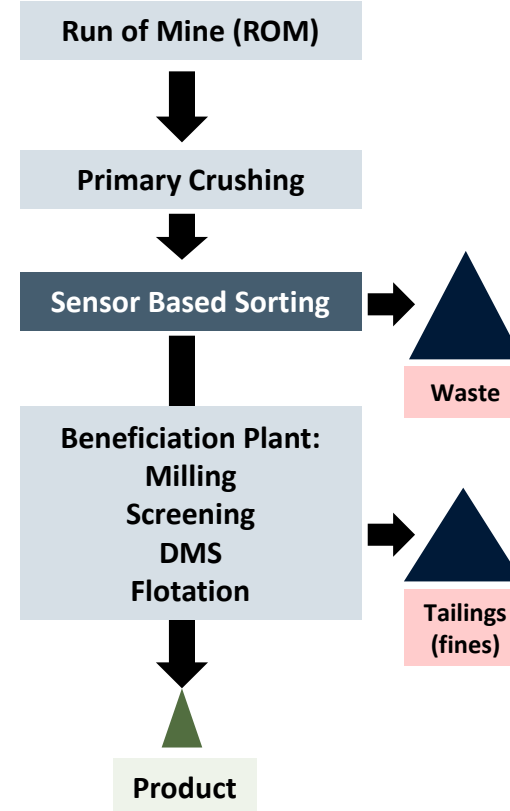 Run of Mine (ROM)
Primary Crushing
Sensor Based Sorting
Waste
Beneficiation Plant:
Milling
Screening
DMS
Flotation
Tailings
(fines)
Product